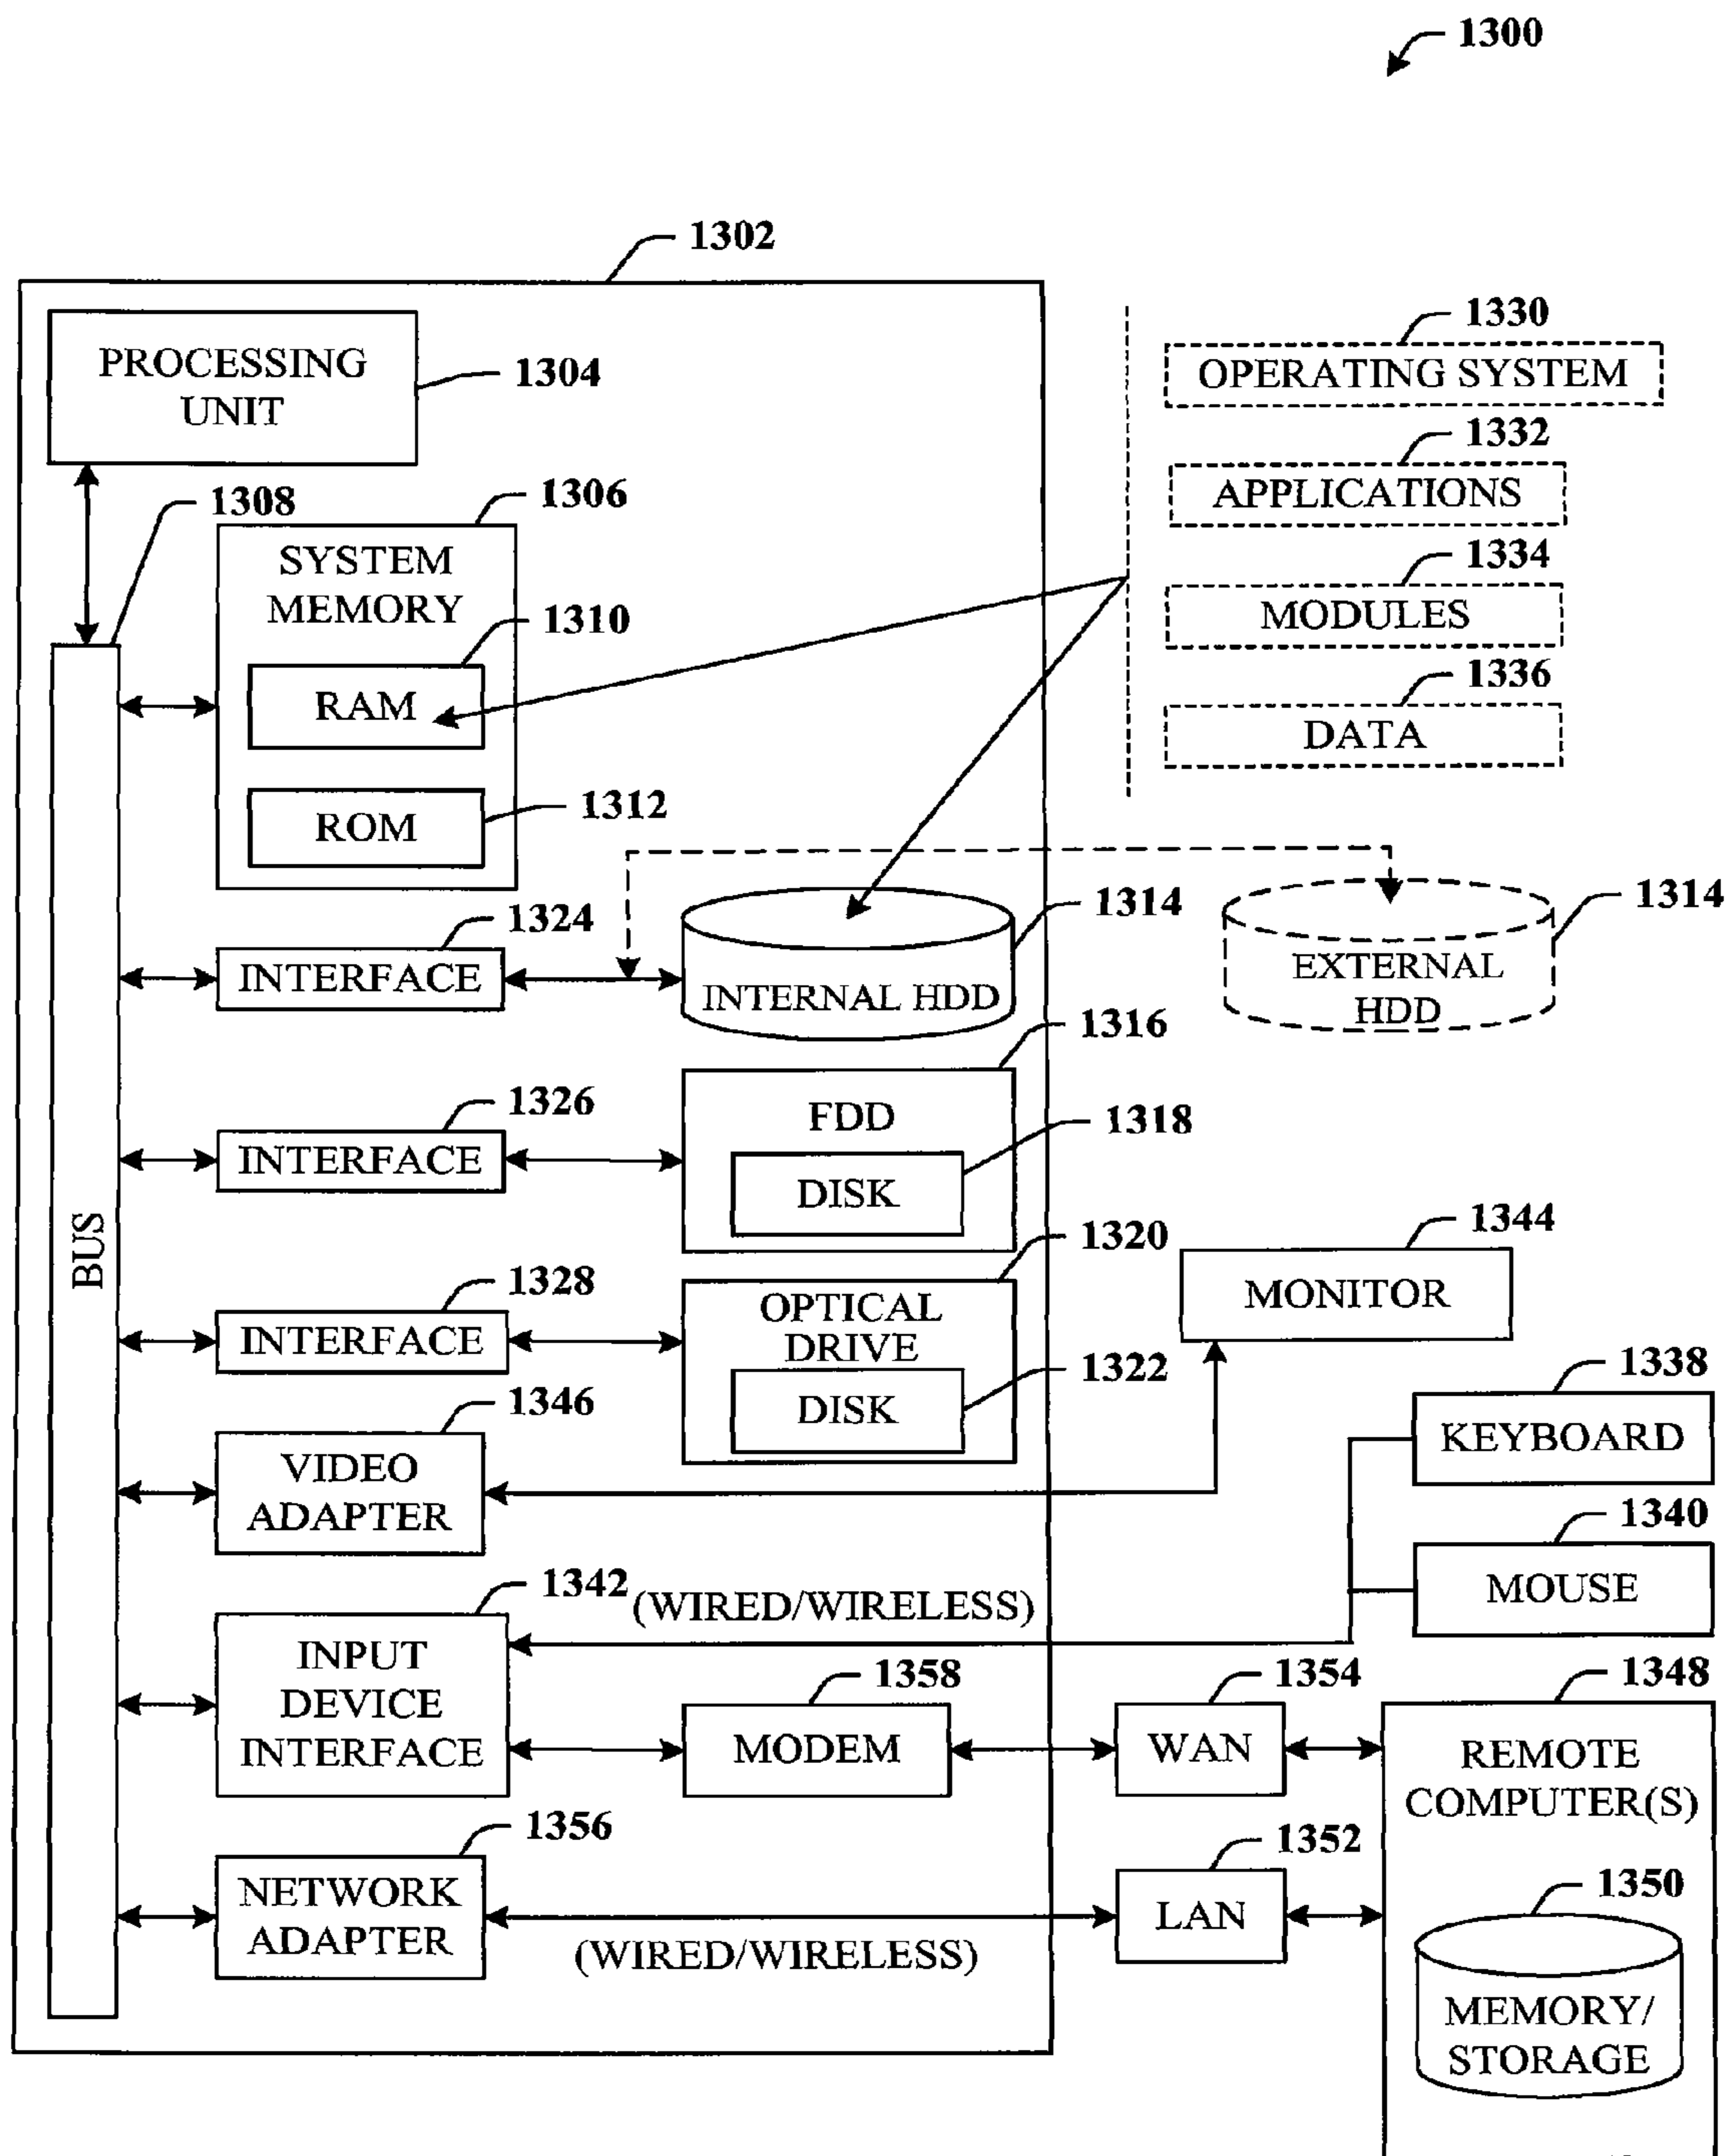 1300
1302
PROCESSING
UNIT
1304
1308
1306
SYSTEM
MEMORY
1310
RAM
1312
ROM
1330
OPERATING SYSTEM
1332
APPLICATIONS
1334
MODULES
1336
DATA
BUS
1324
INTERFACE
1314
INTERNAL HDD
1314
EXTERNAL
HDD
1326
INTERFACE
1316
FDD
1318
DISK
1328
INTERFACE
1320
OPTICAL
DRIVE
1322
DISK
1344
MONITOR
1346
VIDEO
ADAPTER
1338
KEYBOARD
1340
MOUSE
1342
(WIRED/WIRELESS)
INPUT
DEVICE
INTERFACE
1358
MODEM
1354
WAN
1348
REMOTE
COMPUTER(S)
1356
NETWORK
ADAPTER
(WIRED/WIRELESS)
1352
LAN
1350
MEMORY/
STORAGE